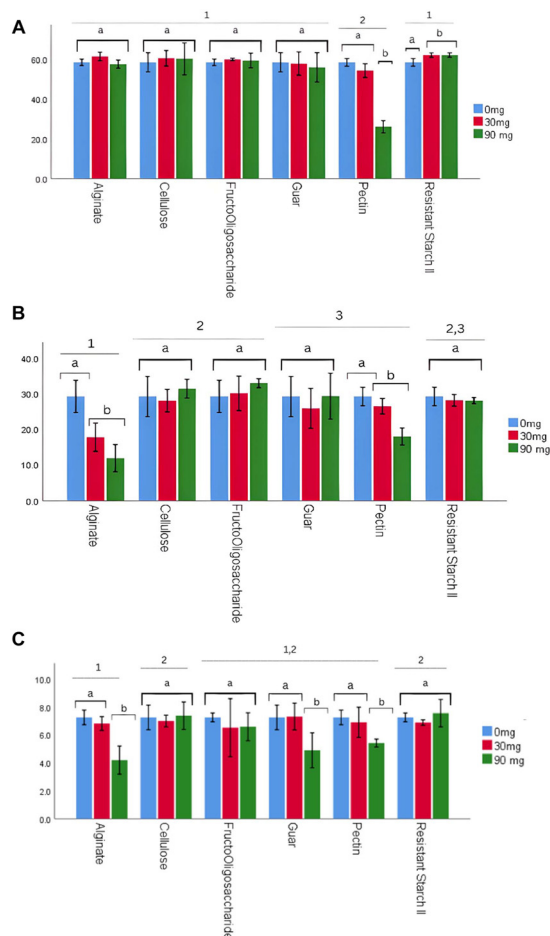 A
1
2
1
a
a
a
a
a
b
a
b
60.0
40.0
20.0
0.0
0mg
30mg
90 mg
Alginate
Cellulose
FructoOligosaccharide
Guar
Pectin
Resistant Starch II
B
1
2
3
2,3
a
b
a
a
a
a
b
a
40.0
30.0
20.0
10.0
0.0
0mg
30mg
90 mg
Alginate
Cellulose
FructoOligosaccharide
Guar
Pectin
Resistant Starch II
C
1
2
1,2
2
a
b
a
a
a
b
a
b
a
10.0
8.0
6.0
4.0
2.0
0.0
0mg
30mg
90 mg
Alginate
Cellulose
FructoOligosaccharide
Guar
Pectin
Resistant Starch II